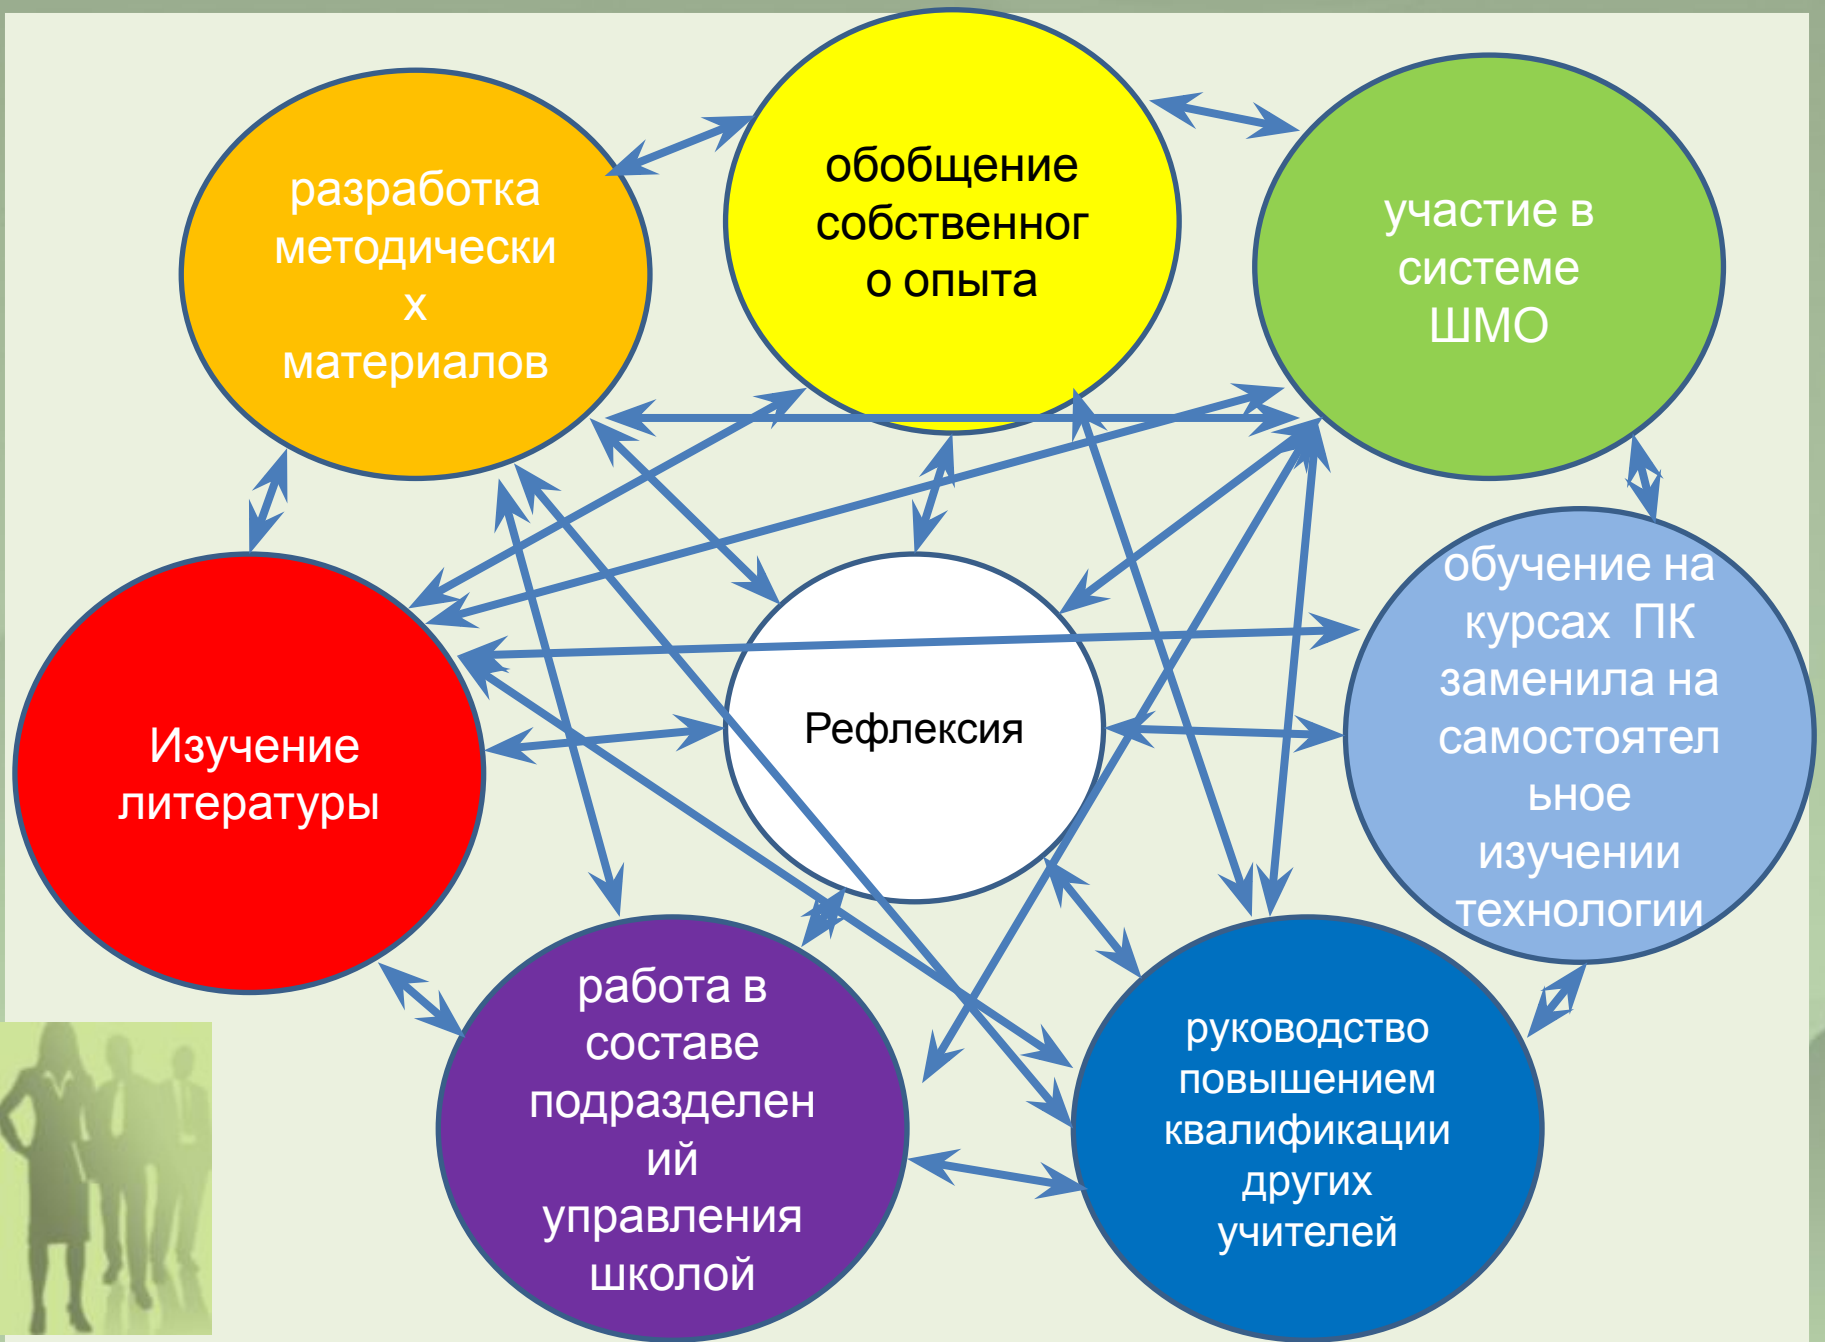 разработка
методически
х
материалов
обобщение
собственног
о опыта
участие в
системе
ШМО
Изучение
литературы
Рефлексия
обучение на
курсах  ПК
заменила на
самостоятел
ьное
изучении
технологии
работа в
составе
подразделен
ий
управления
школой
руководство
повышением
квалификации
других
учителей